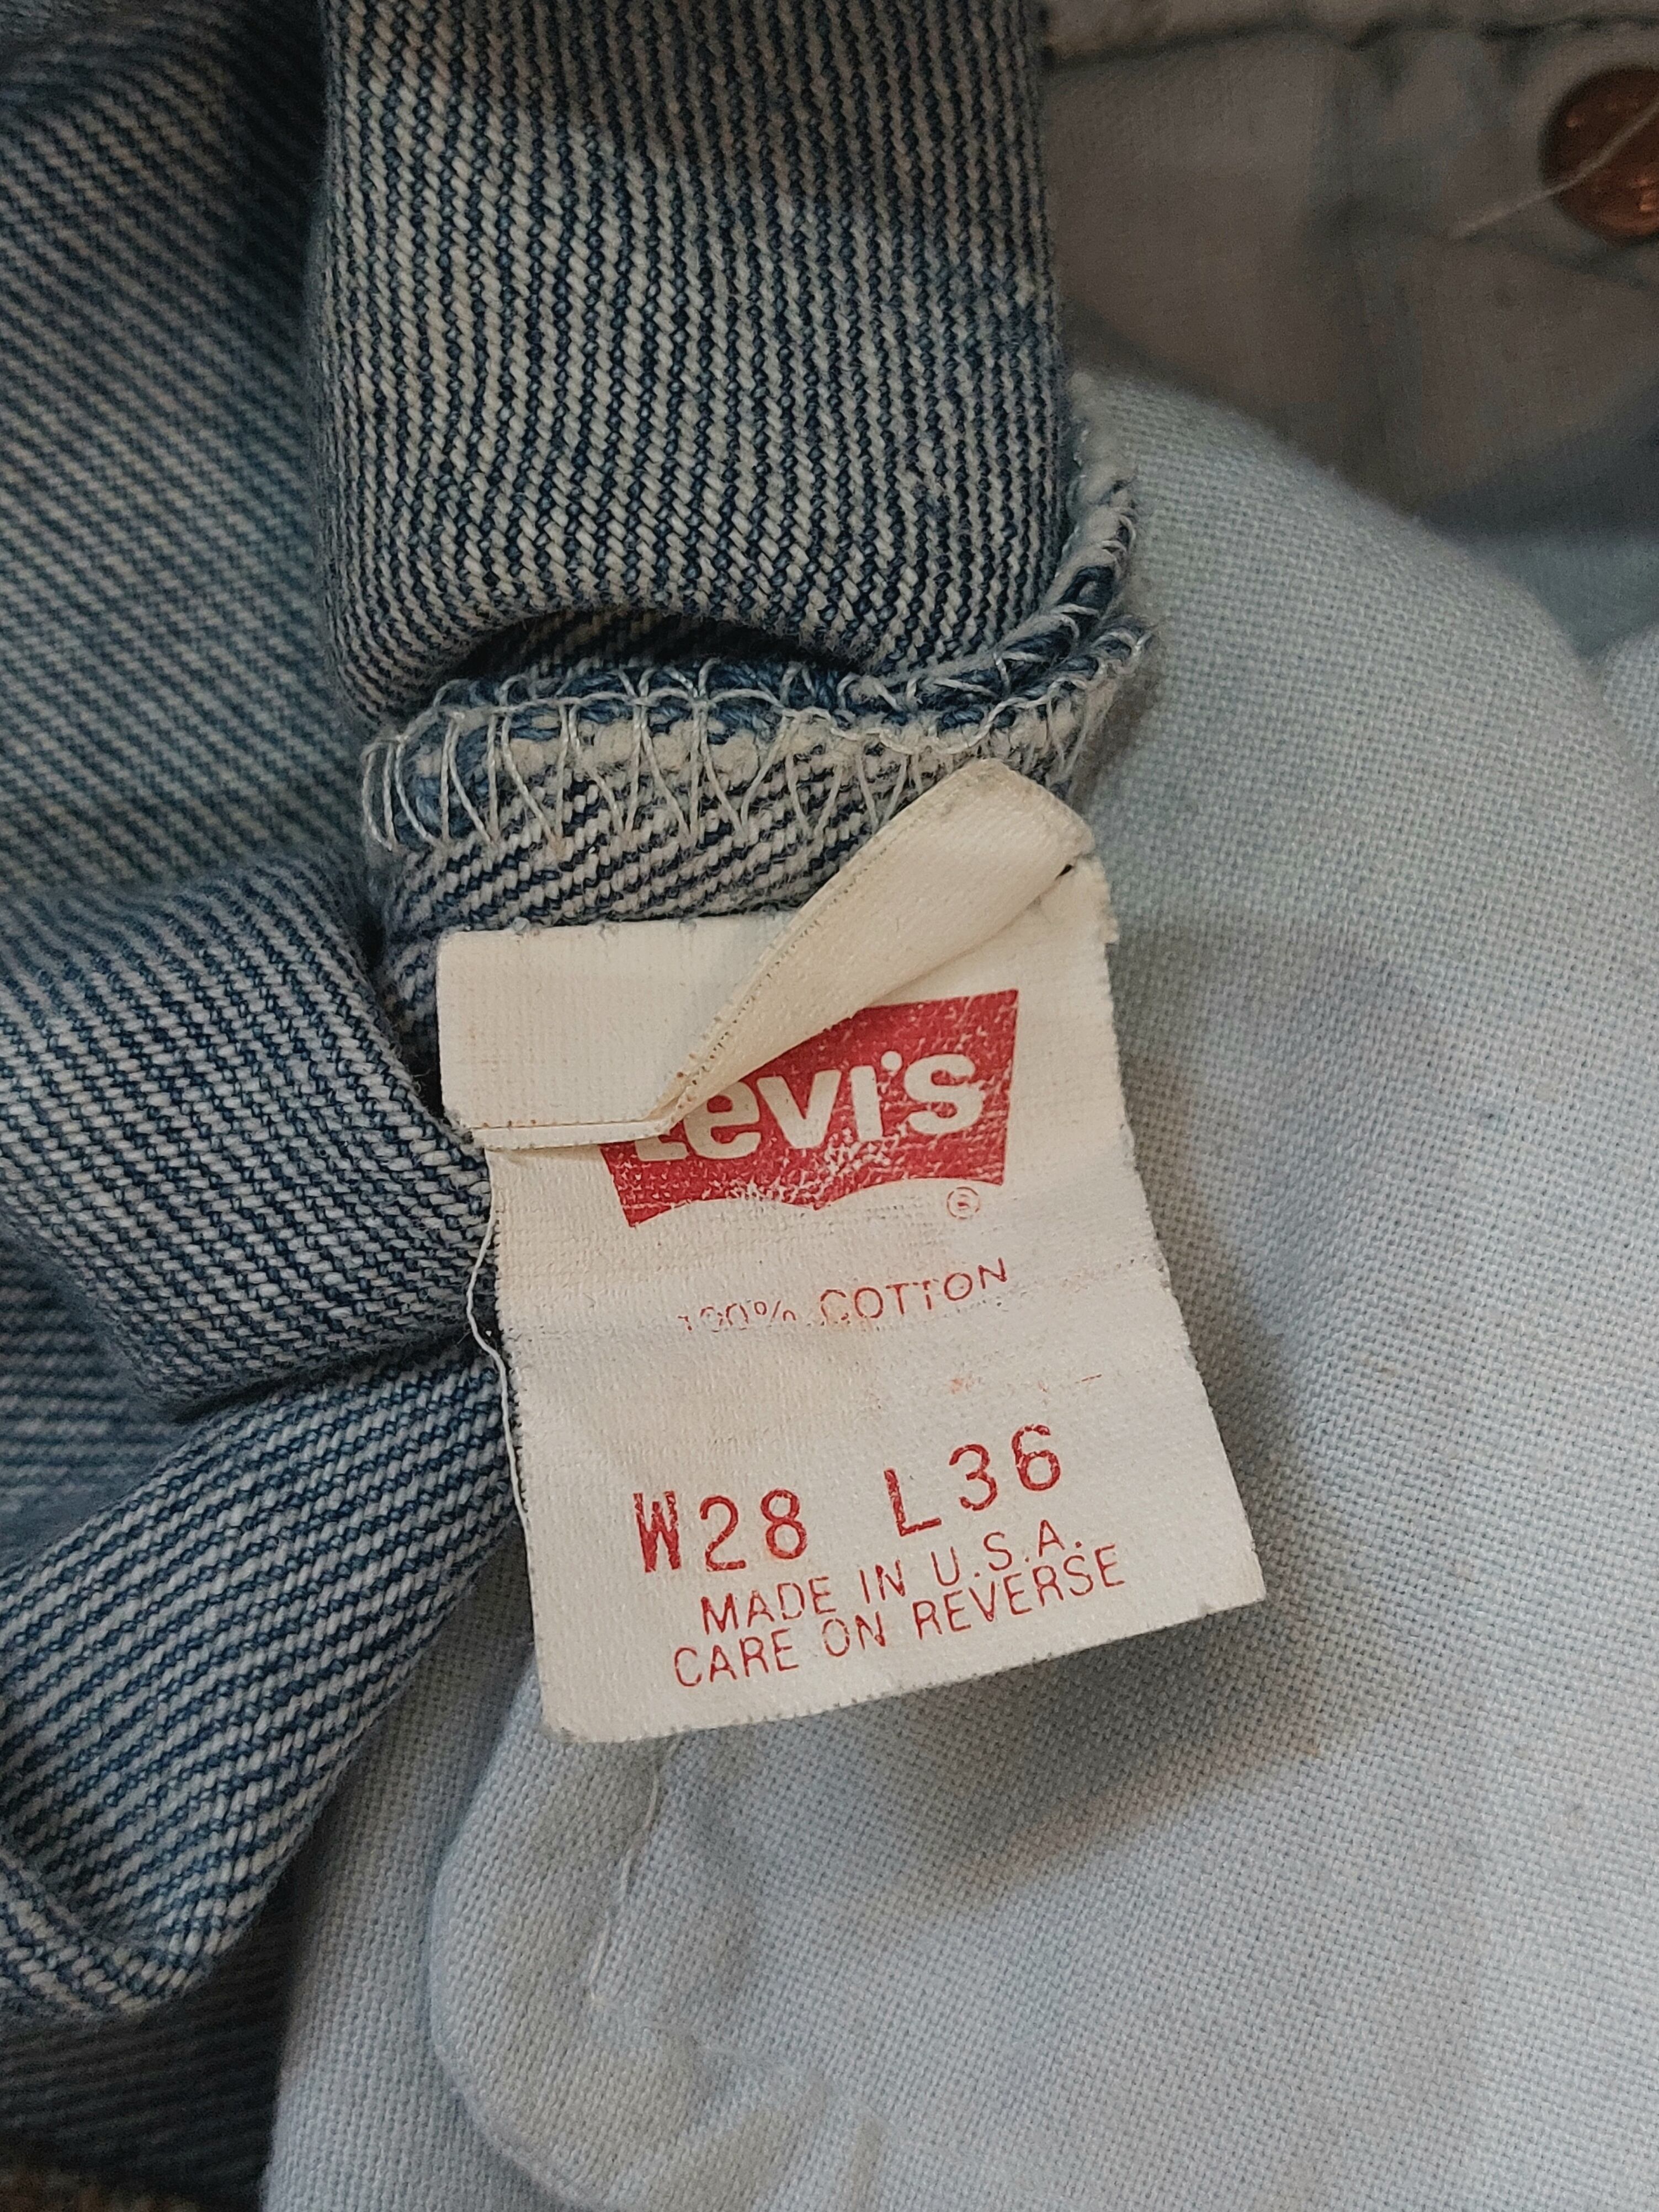 Levi's
®
100% COTTON
W28 L36
MADE IN U.S.A.
CARE ON REVERSE